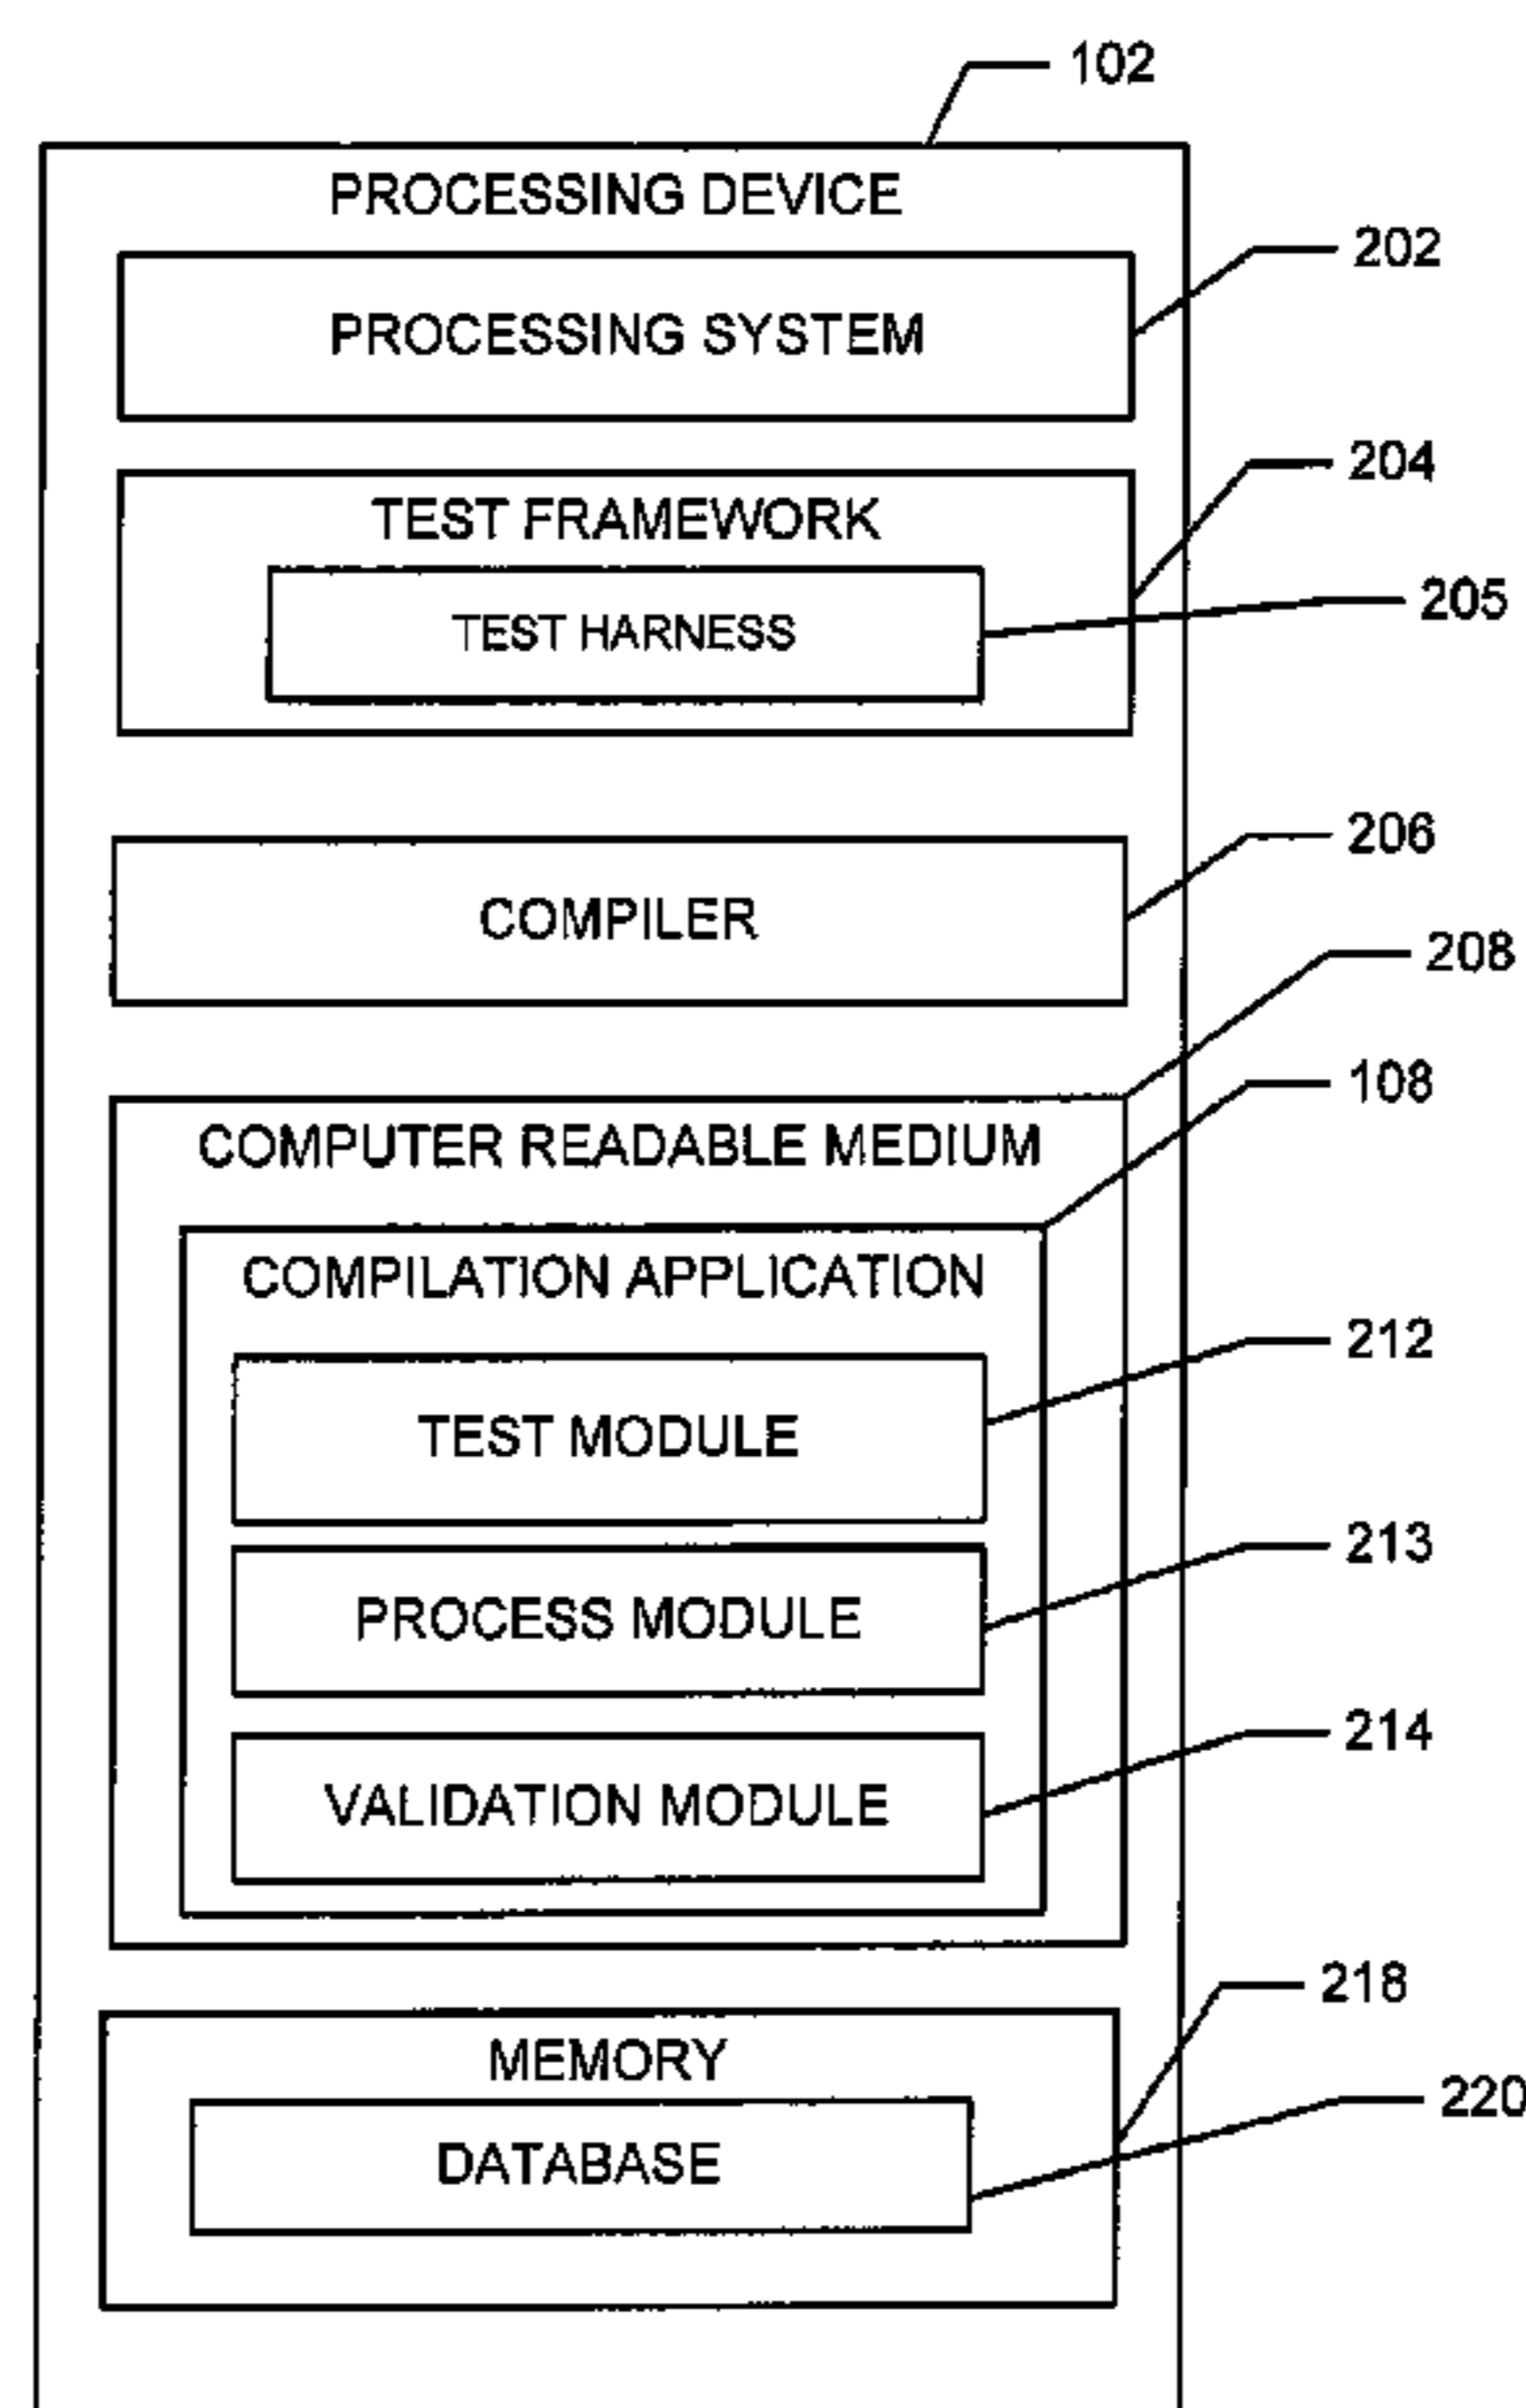 102
PROCESSING DEVICE
202
PROCESSING SYSTEM
204
TEST FRAMEWORK
205
TEST HARNESS
206
COMPILER
208
108
COMPUTER READABLE MEDIUM
COMPILATION APPLICATION
212
TEST MODULE
213
PROCESS MODULE
214
VALIDATION MODULE
218
MEMORY
220
DATABASE